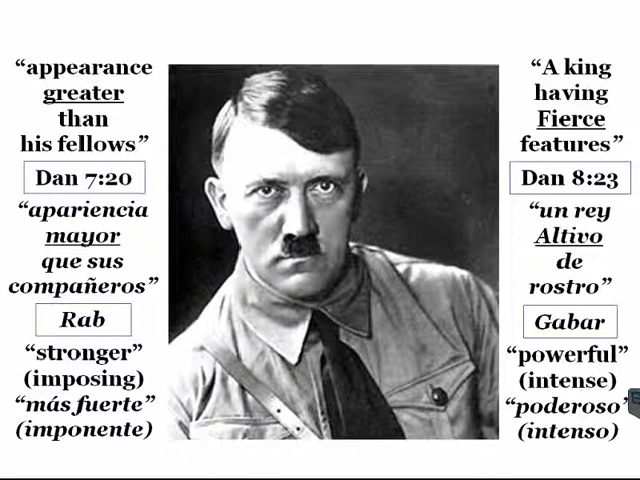 “appearance
greater
than
his fellows”
Dan 7:20
“apariencia
mayor
que sus
compañeros”
Rab
“stronger”
(imposing)
“más fuerte”
(imponente)
“A king
having
Fierce
features”
Dan 8:23
“un rey
Altivo
de
rostro”
Gabar
“powerful”
(intense)
“poderoso”
(intenso)